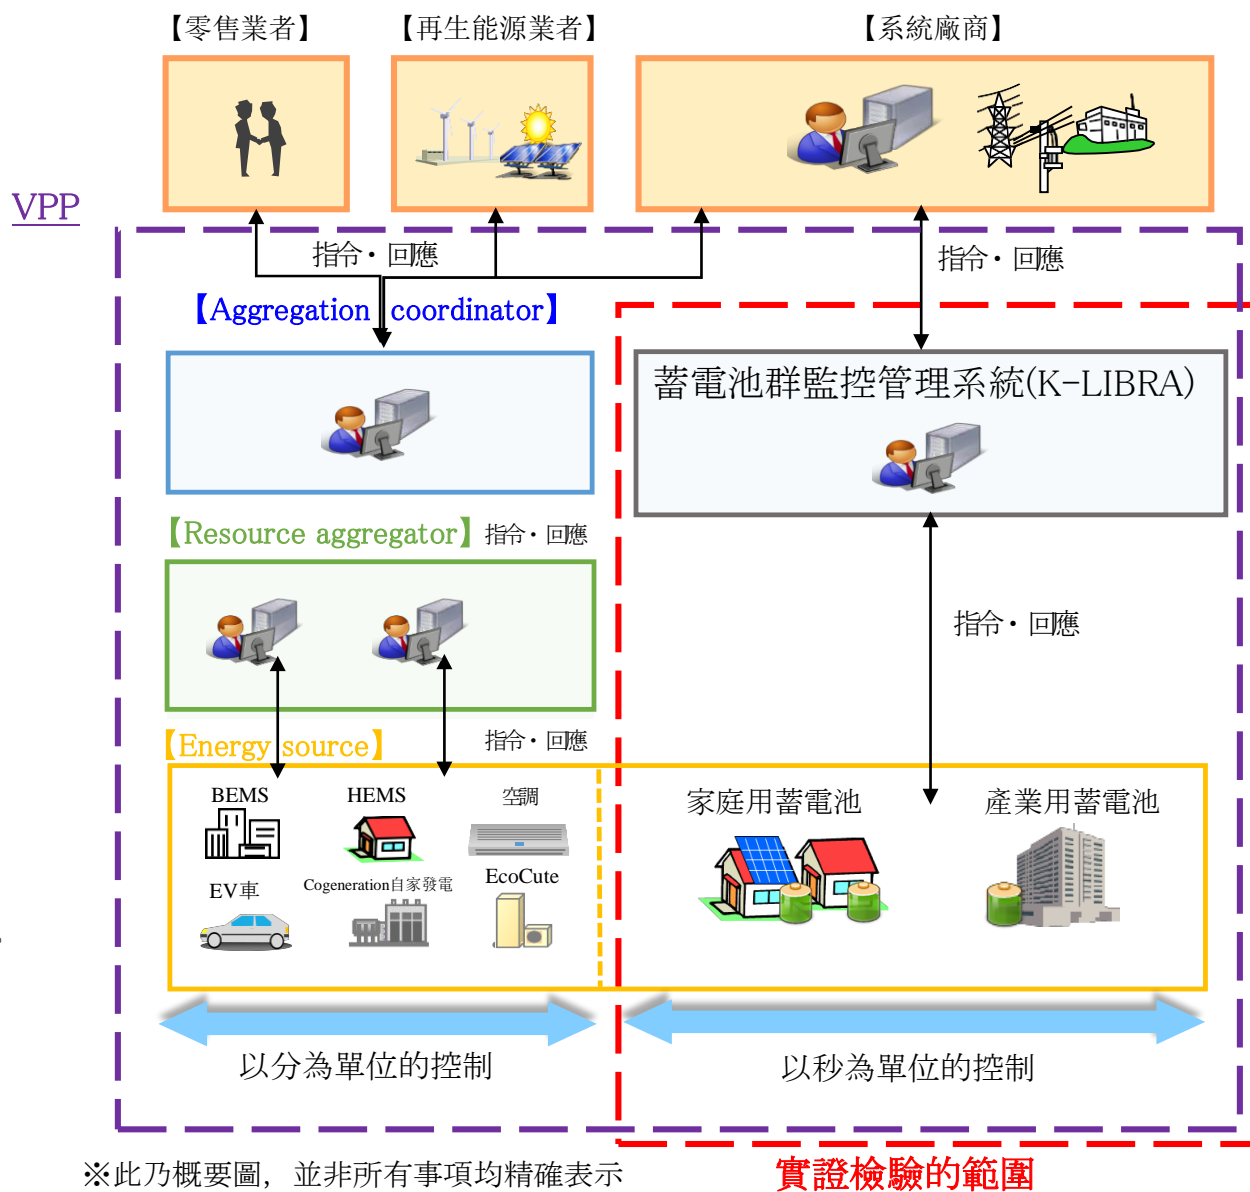 【零售業者】
【再生能源業者】
【系統廠商】
VPP
指令・回應
指令・回應
【Aggregation coordinator】
蓄電池群監控管理系統(K-LIBRA)
【Resource aggregator】
指令・回應
指令・回應
【Energy source】
指令・回應
BEMS
HEMS
空調
家庭用蓄電池
產業用蓄電池
EV車
Cogeneration自家發電
EcoCute
以分為單位的控制
以秒為單位的控制
※此乃概要圖，並非所有事項均精確表示
實證檢驗的範圍